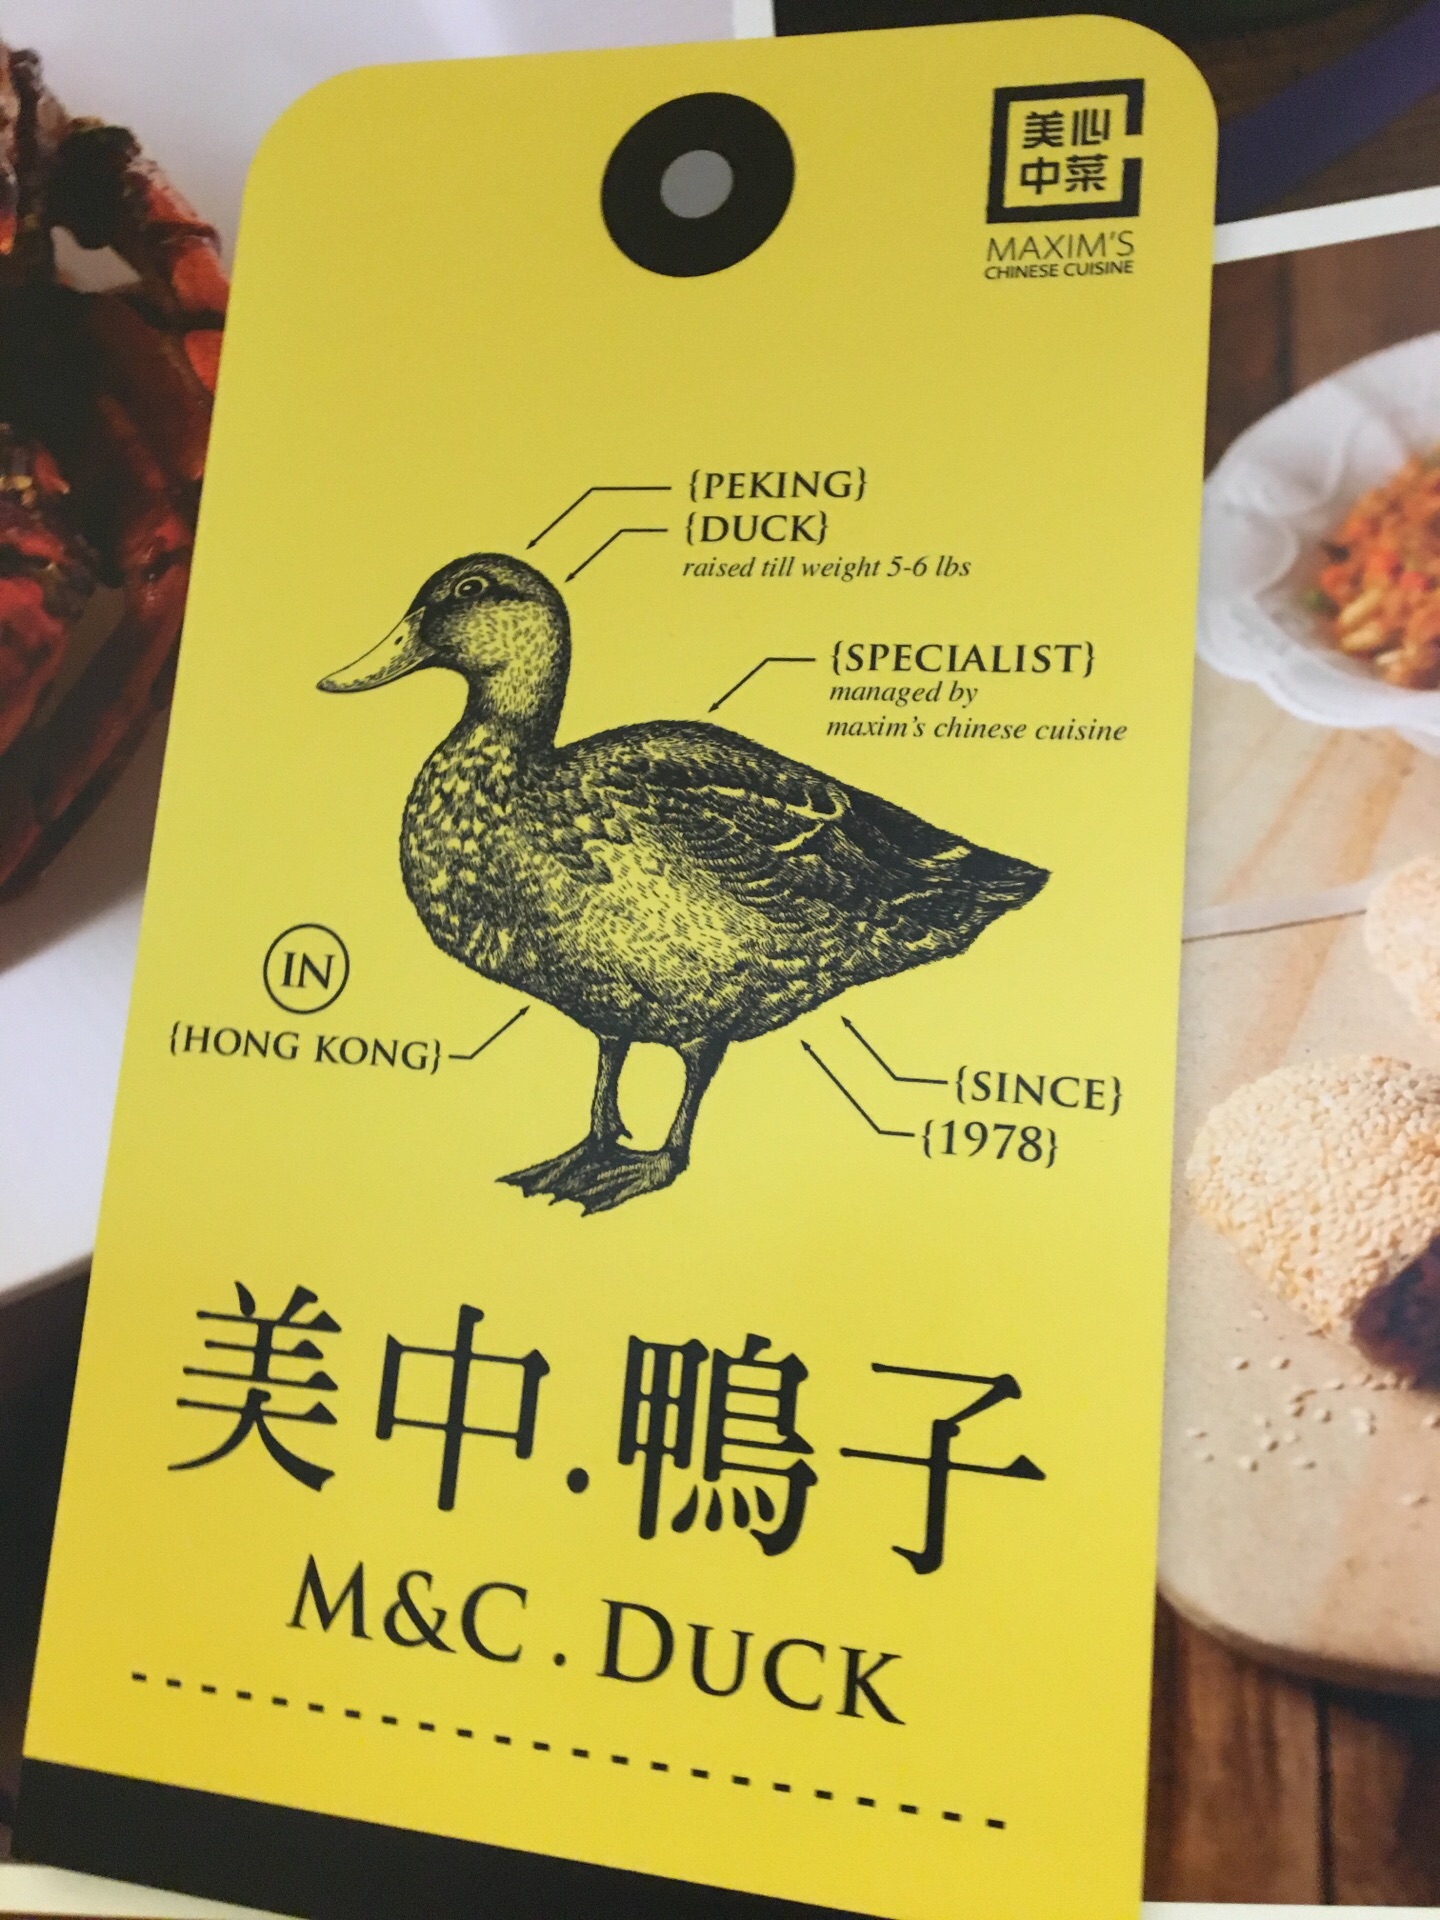 美心
中菜
MAXIM'S
CHINESE CUISINE
{PEKING}
{DUCK}
raised till weight 5-6 lbs
{SPECIALIST}
managed by
maxim's chinese cuisine
IN
{HONG KONG}
{SINCE}
{1978}
美中.鴨子
M&C.DUCK